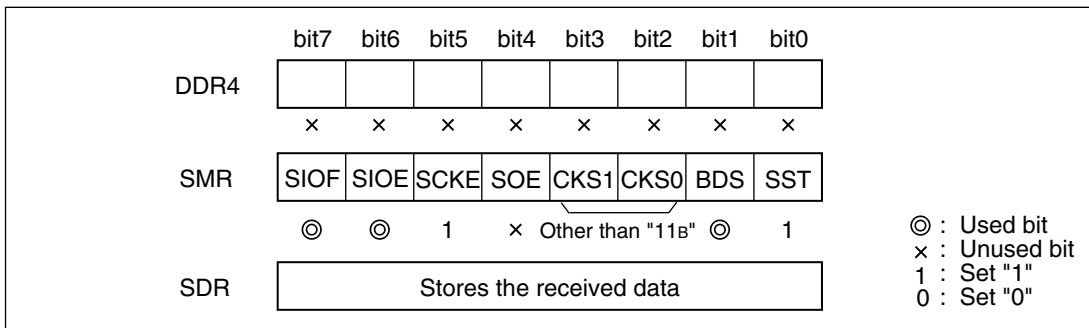 bit7 bit6 bit5 bit4 bit3 bit2 bit1 bit0
DDR4
× × × × × × × ×
SMR SIOF SIOE SCKE SOE CKS1 CKS0 BDS SST
◎ ◎ 1 × Other than "11B" ◎ 1
SDR Stores the received data
◎ : Used bit
× : Unused bit
1 : Set "1"
0 : Set "0"